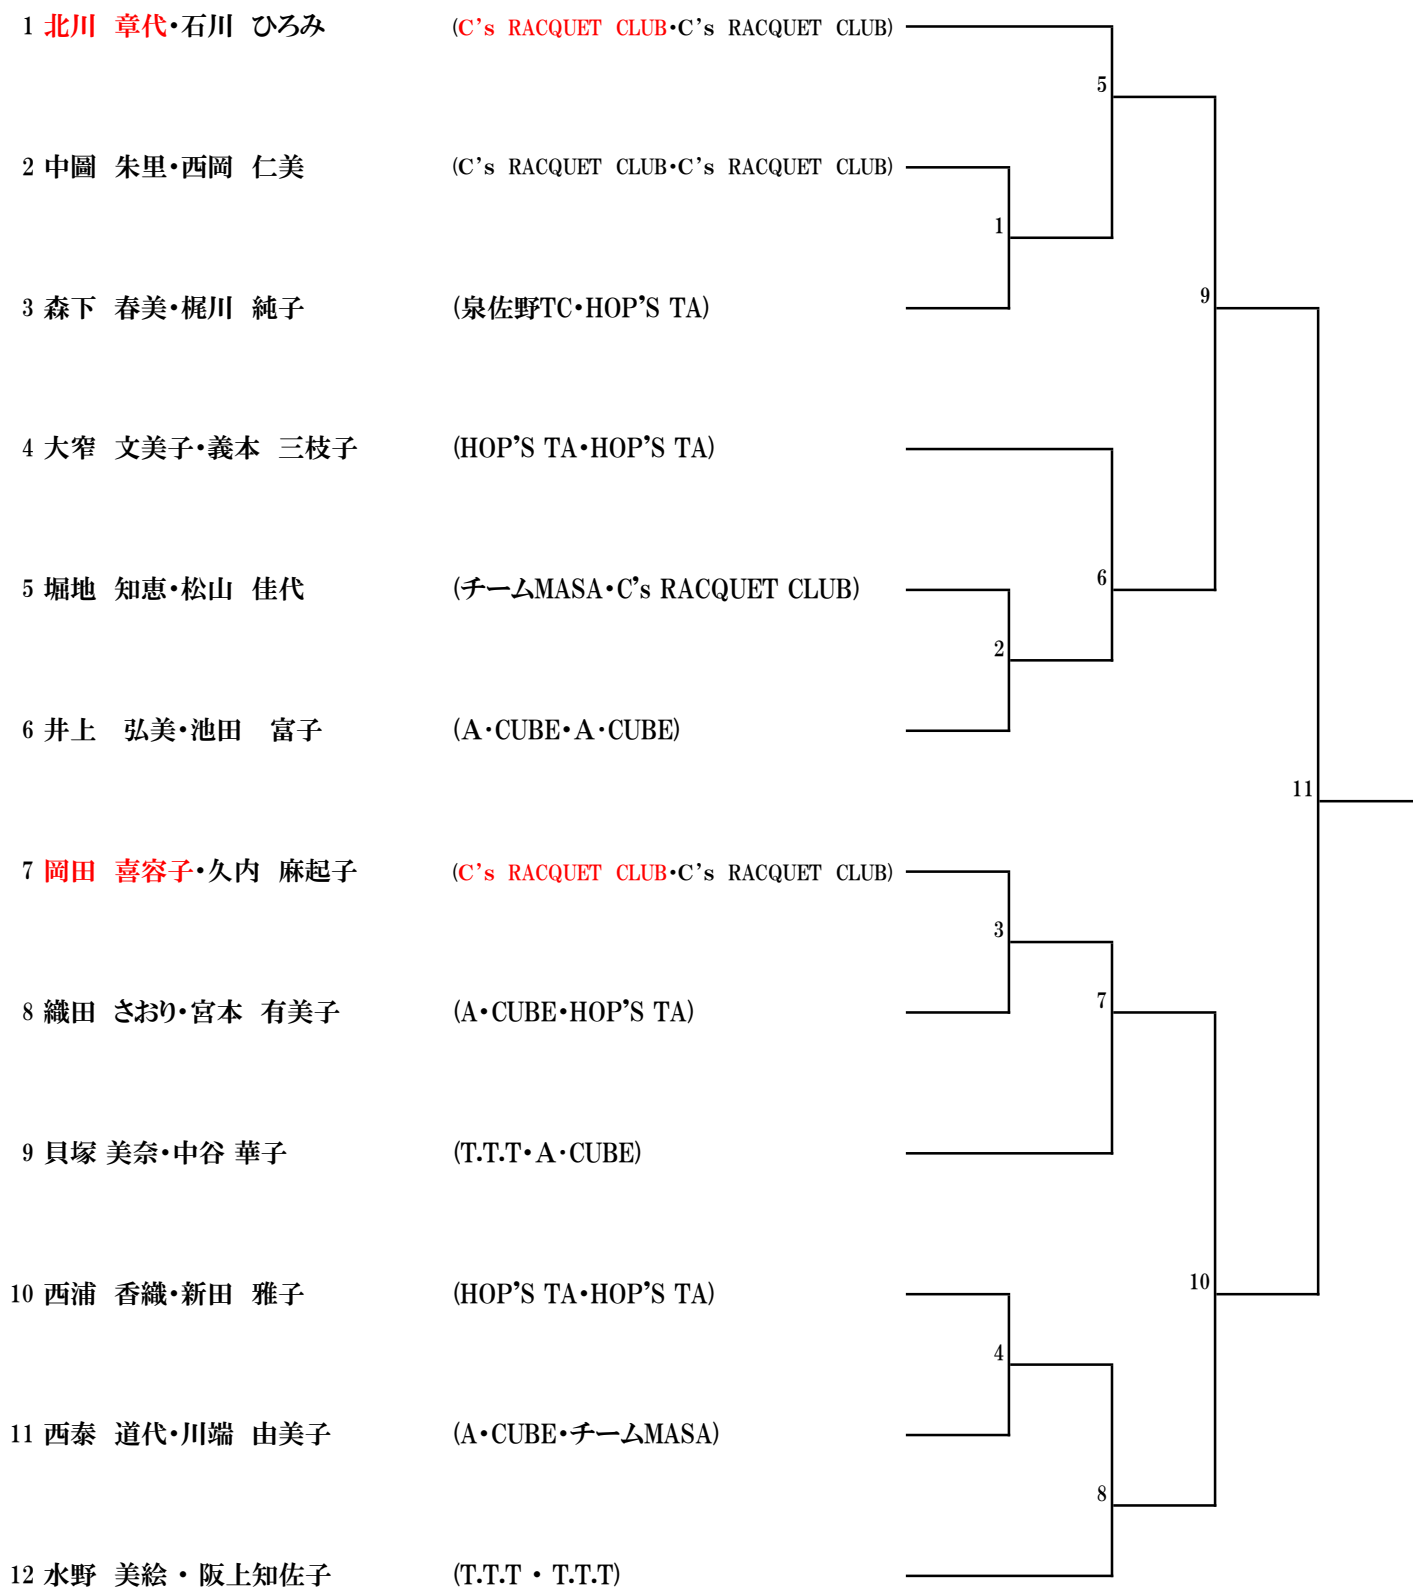 1 北川 章代・石川 ひろみ (C's RACQUET CLUB・C's RACQUET CLUB)
5
2 中圖 朱里・西岡 仁美 (C's RACQUET CLUB・C's RACQUET CLUB)
1
3 森下 春美・梶川 純子 (泉佐野TC・HOP'S TA)
9
4 大窄 文美子・義本 三枝子 (HOP'S TA・HOP'S TA)
5 堀地 知恵・松山 佳代 (チームMASA・C's RACQUET CLUB)
6
2
6 井上 弘美・池田 富子 (A・CUBE・A・CUBE)
11
7 岡田 喜容子・久内 麻起子 (C's RACQUET CLUB・C's RACQUET CLUB)
3
8 織田 さおり・宮本 有美子 (A・CUBE・HOP'S TA)
7
9 貝塚 美奈・中谷 華子 (T.T.T・A・CUBE)
10 西浦 香織・新田 雅子 (HOP'S TA・HOP'S TA)
10
4
11 西泰 道代・川端 由美子 (A・CUBE・チームMASA)
8
12 水野 美絵・阪上知佐子 (T.T.T・T.T.T)